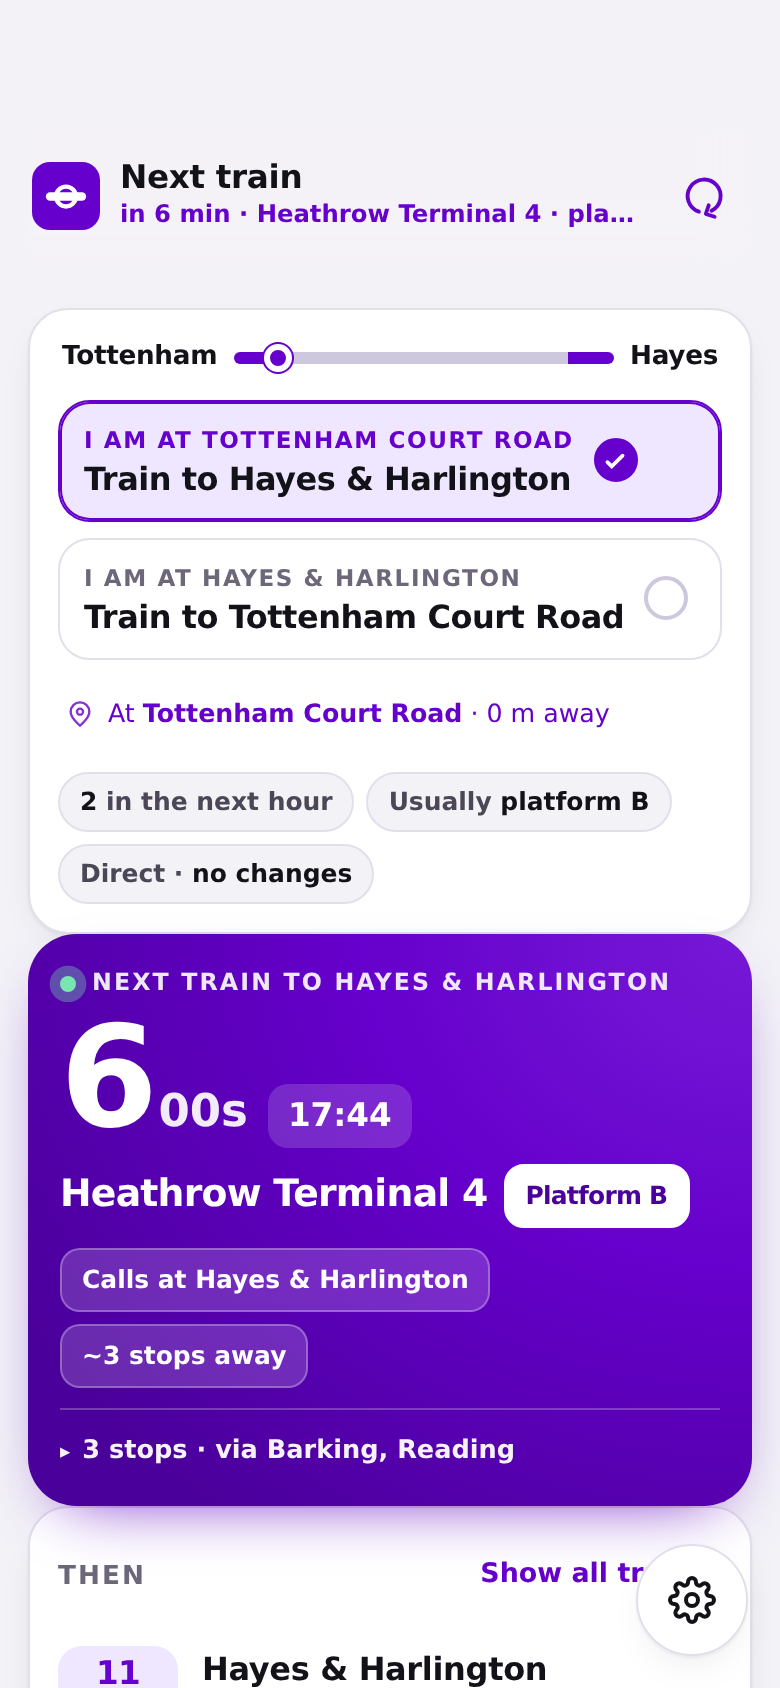 Next train
in 6 min · Heathrow Terminal 4 · pla...
Tottenham
Hayes
I AM AT TOTTENHAM COURT ROAD
Train to Hayes & Harlington
I AM AT HAYES & HARLINGTON
Train to Tottenham Court Road
At Tottenham Court Road · 0 m away
2 in the next hour
Usually platform B
Direct · no changes
NEXT TRAIN TO HAYES & HARLINGTON
6 00s 17:44
Heathrow Terminal 4 Platform B
Calls at Hayes & Harlington
~3 stops away
▸ 3 stops · via Barking, Reading
THEN
Show all
11
Hayes & Harlington